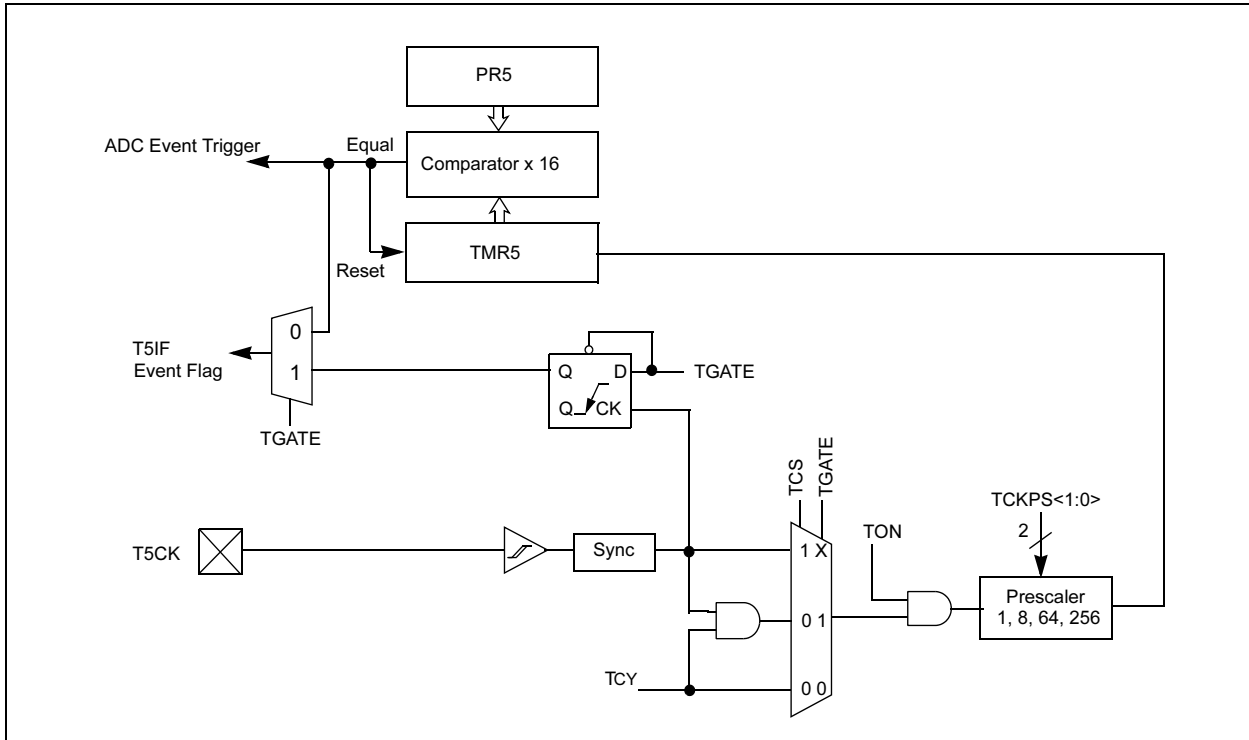 PR5
ADC Event Trigger
Equal
Comparator x 16
TMR5
Reset
0
T5IF
Event Flag
1
Q
D
TGATE
Q
CK
TGATE
TCS
TGATE
TCKPS<1:0>
2
TON
T5CK
Sync
1 X
Prescaler
1, 8, 64, 256
0 1
TCY
0 0